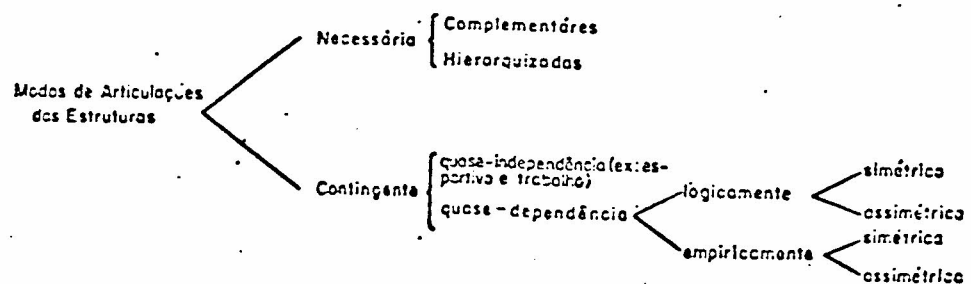 Modos de Articulações
das Estruturas
Necessária
Complementáres
Hierarquizadas
Contingente
quase-independência (ex: es-
portiva e trabalho)
quase-dependência
logicamente
simétrica
assimétrica
empiricamente
simétrica
assimétrica